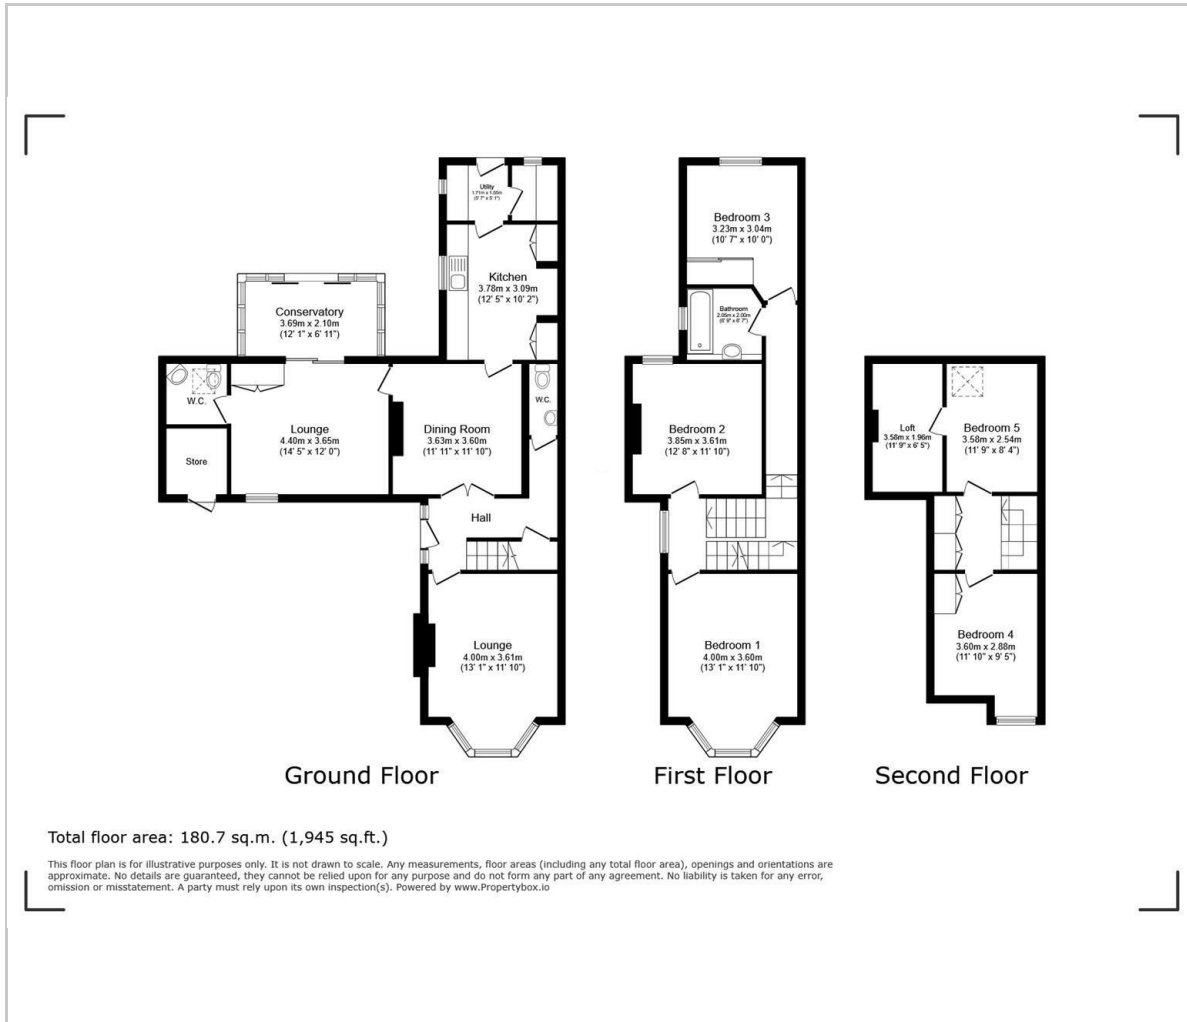 Utility
1.71m x 1.55m
(5' 7" x 5' 1")
Kitchen
3.78m x 3.09m
(12' 5" x 10' 2")
Conservatory
3.69m x 2.10m
(12' 1" x 6' 11")
W.C.
Lounge
4.40m x 3.65m
(14' 5" x 12' 0")
Store
Dining Room
3.63m x 3.60m
(11' 11" x 11' 10")
W.C.
Hall
Lounge
4.00m x 3.61m
(13' 1" x 11' 10")
Ground Floor
Bedroom 3
3.23m x 3.04m
(10' 7" x 10' 0")
Bathroom
2.06m x 2.00m
(6' 9" x 6' 7")
Bedroom 2
3.85m x 3.61m
(12' 8" x 11' 10")
Bedroom 1
4.00m x 3.60m
(13' 1" x 11' 10")
First Floor
Loft
3.58m x 1.96m
(11' 9" x 6' 5")
Bedroom 5
3.58m x 2.54m
(11' 9" x 8' 4")
Bedroom 4
3.60m x 2.88m
(11' 10" x 9' 5")
Second Floor
Total floor area: 180.7 sq.m. (1,945 sq.ft.)
This floor plan is for illustrative purposes only. It is not drawn to scale. Any measurements, floor areas (including any total floor area), openings and orientations are
approximate. No details are guaranteed, they cannot be relied upon for any purpose and do not form any part of any agreement. No liability is taken for any error,
omission or misstatement. A party must rely upon its own inspection(s). Powered by www.Propertybox.io